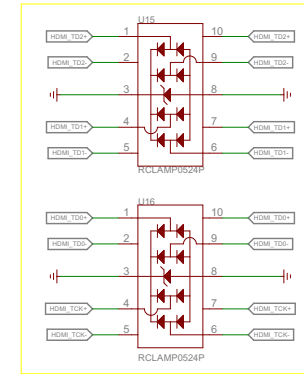 U15
HDMI_TD2+ 1 10 HDMI_TD2+
HDMI_TD2- 2 9 HDMI_TD2-
3 8
HDMI_TD1+ 4 7 HDMI_TD1+
HDMI_TD1- 5 6 HDMI_TD1-
RCLAMP0524P
U16
HDMI_TD0+ 1 10 HDMI_TD0+
HDMI_TD0- 2 9 HDMI_TD0-
3 8
HDMI_TCK+ 4 7 HDMI_TCK+
HDMI_TCK- 5 6 HDMI_TCK-
RCLAMP0524P